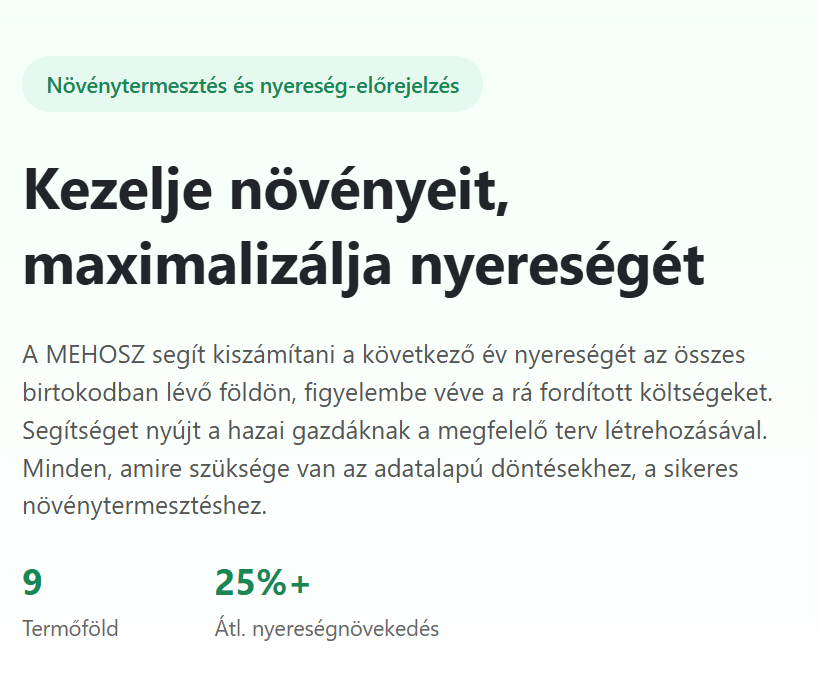 Növénytermesztés és nyereség-előrejelzés
Kezelje növényeit,
maximalizálja nyereségét
A MEHOSZ segít kiszámítani a következő év nyereségét az összes
birtokodban lévő földön, figyelembe véve a rá fordított költségeket.
Segítséget nyújt a hazai gazdáknak a megfelelő terv létrehozásával.
Minden, amire szüksége van az adatalapú döntésekhez, a sikeres
növénytermesztéshez.
9
Termőföld
25%+
Átl. nyereségnövekedés